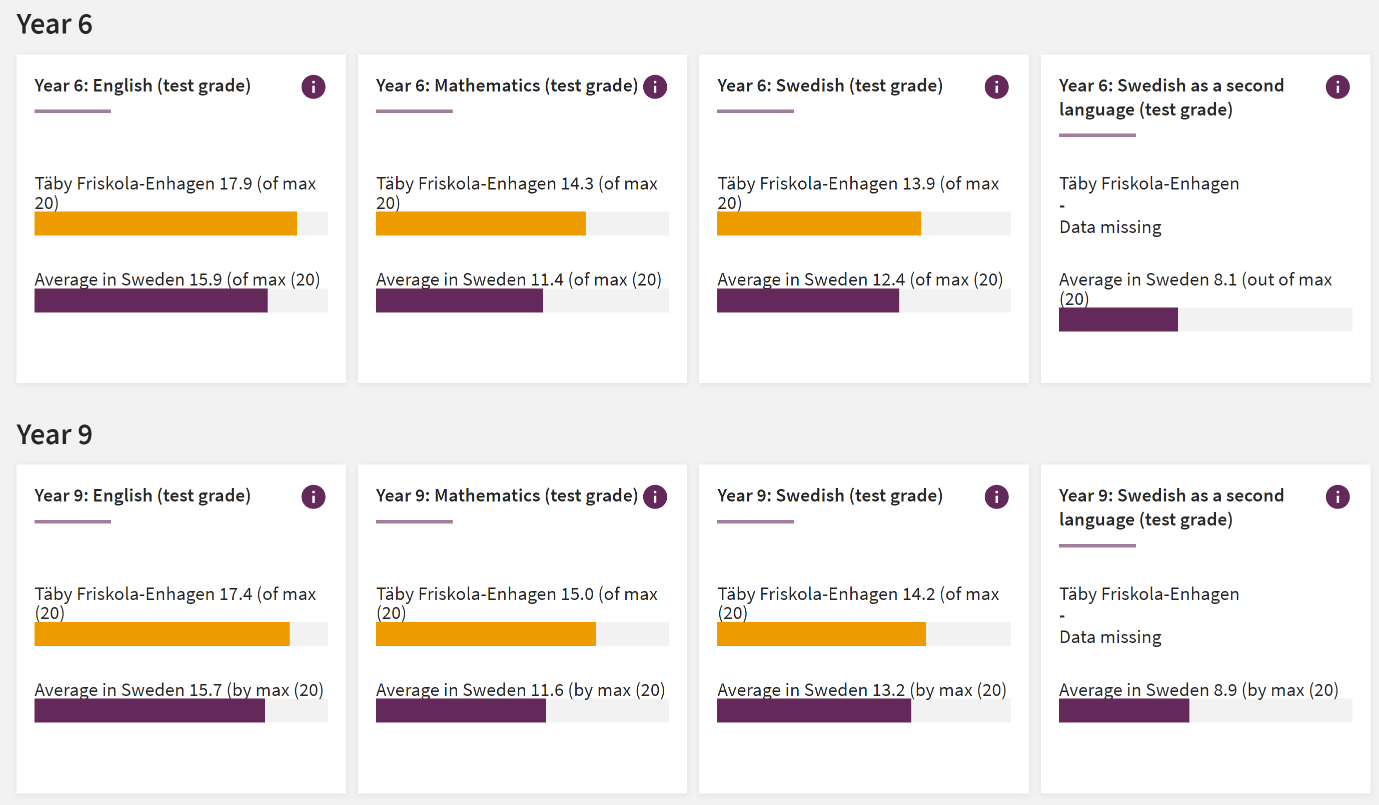 Year 6
Year 6: English (test grade)
Täby Friskola-Enhagen 17.9 (of max
20)
Average in Sweden 15.9 (of max (20)
Year 6: Mathematics (test grade)
Täby Friskola-Enhagen 14.3 (of max
20)
Average in Sweden 11.4 (of max (20)
Year 6: Swedish (test grade)
Täby Friskola-Enhagen 13.9 (of max
20)
Average in Sweden 12.4 (of max (20)
Year 6: Swedish as a second
language (test grade)
Täby Friskola-Enhagen
-
Data missing
Average in Sweden 8.1 (out of max
(20)
Year 9
Year 9: English (test grade)
Täby Friskola-Enhagen 17.4 (of max
(20)
Average in Sweden 15.7 (by max (20)
Year 9: Mathematics (test grade)
Täby Friskola-Enhagen 15.0 (of max
(20)
Average in Sweden 11.6 (by max (20)
Year 9: Swedish (test grade)
Täby Friskola-Enhagen 14.2 (of max
(20)
Average in Sweden 13.2 (by max (20)
Year 9: Swedish as a second
language (test grade)
Täby Friskola-Enhagen
-
Data missing
Average in Sweden 8.9 (by max (20)